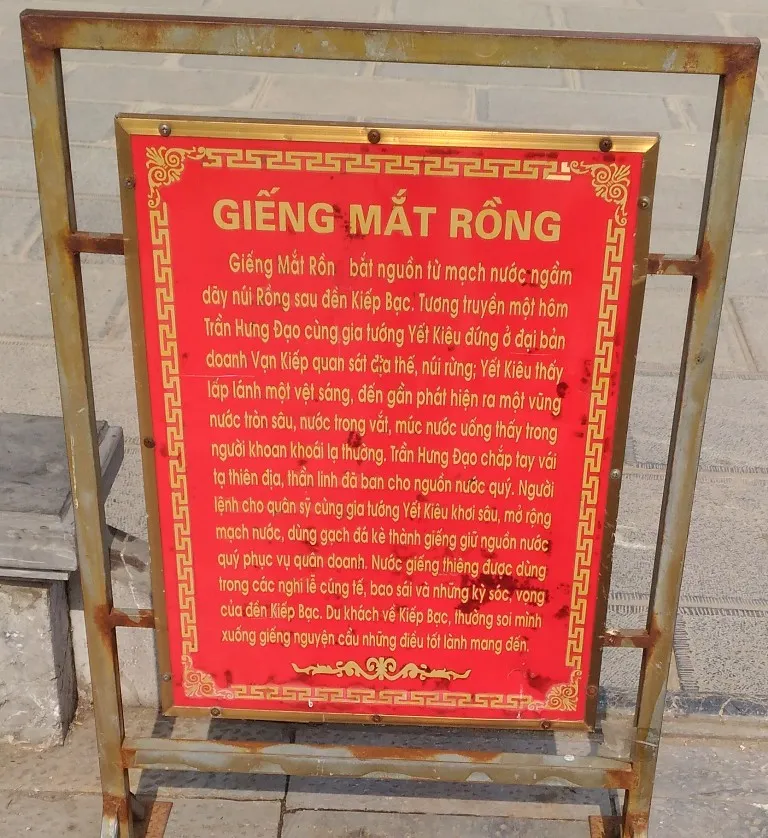 GIẾNG MẮT RỒNG
Giếng Mắt Rồn bắt nguồn từ mạch nước ngầm
dãy núi Rồng sau đền Kiếp Bạc. Tương truyền một hôm
Trần Hưng Đạo cùng gia tướng Yết Kiêu đứng ở đại bản
doanh Vạn Kiếp quan sát địa thế, núi rừng; Yết Kiêu thấy
lấp lánh một vệt sáng, đến gần phát hiện ra một vũng
nước tròn sâu, nước trong vắt, múc nước uống thấy trong
người khoan khoái lạ thường. Trần Hưng Đạo chắp tay vái
tạ thiên địa, thần linh đã ban cho nguồn nước quý. Người
lệnh cho quân sỹ cùng gia tướng Yết Kiêu khơi sâu, mở rộng
mạch nước, dùng gạch đá kè thành giếng giữ nguồn nước
quý phục vụ quân doanh. Nước giếng thiêng được dùng
trong các nghi lễ cúng tế, bao sái và những kỳ sóc, vọng
của đền Kiếp Bạc. Du khách về Kiếp Bạc, thường soi mình
xuống giếng nguyện cầu những điều tốt lành mang đến.